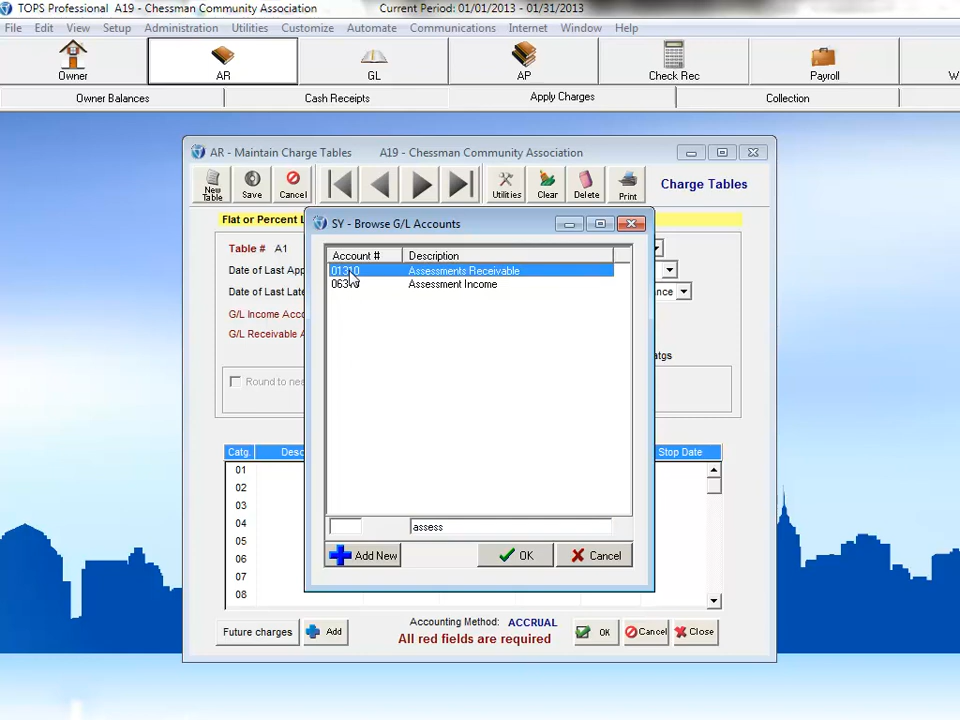 TOPS Professional A19 - Chessman Community Association Current Period: 01/01/2013 - 01/31/2013
File Edit View Setup Administration Utilities Customize Automate Communications Internet Window Help
Owner AR GL AP Check Rec Payroll W
Owner Balances Cash Receipts Apply Charges Collection
AR - Maintain Charge Tables A19 - Chessman Community Association
New Table Save Cancel Utilities Clear Delete Print Charge Tables
Flat or Percent L
SY - Browse G/L Accounts
Table # A1
Account # Description
Date of Last App
01310 Assessments Receivable
Assessment Income
Date of Last Late
ance
G/L Income Acco
G/L Receivable A
atgs
Round to nea
Catg. Desc Stop Date
01
02
03
04
05
06
07
08
assess
Add New OK Cancel
Future charges Add
Accounting Method: ACCRUAL
All red fields are required
OK Cancel Close